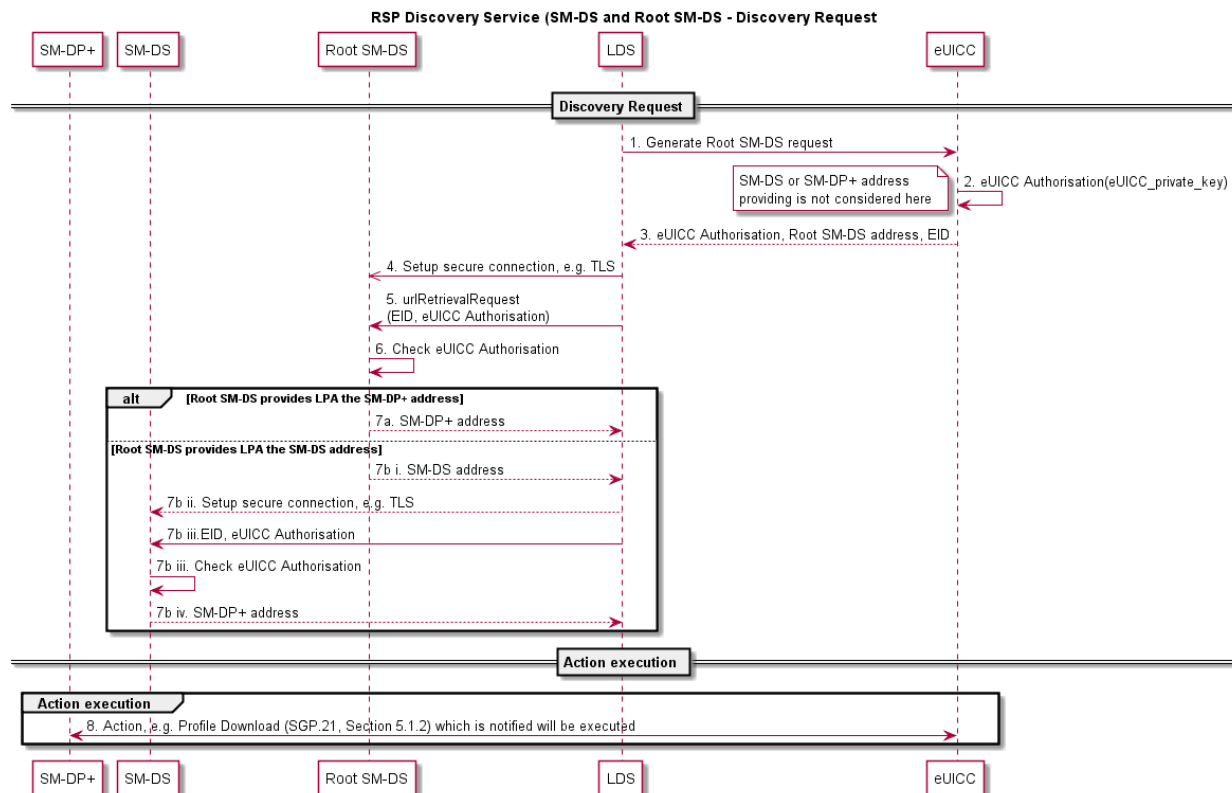 RSP Discovery Service (SM-DS and Root SM-DS - Discovery Request
SM-DP+ SM-DS Root SM-DS LDS eUICC
Discovery Request
1. Generate Root SM-DS request
SM-DS or SM-DP+ address
providing is not considered here
2. eUICC Authorisation(eUICC_private_key)
3. eUICC Authorisation, Root SM-DS address, EID
4. Setup secure connection, e.g. TLS
5. urlRetrievalRequest
(EID, eUICC Authorisation)
6. Check eUICC Authorisation
alt [Root SM-DS provides LPA the SM-DP+ address]
7a. SM-DP+ address
[Root SM-DS provides LPA the SM-DS address]
7b i. SM-DS address
7b ii. Setup secure connection, e.g. TLS
7b iii.EID, eUICC Authorisation
7b iii. Check eUICC Authorisation
7b iv. SM-DP+ address
Action execution
Action execution
8. Action, e.g. Profile Download (SGP.21, Section 5.1.2) which is notified will be executed
SM-DP+ SM-DS Root SM-DS LDS eUICC